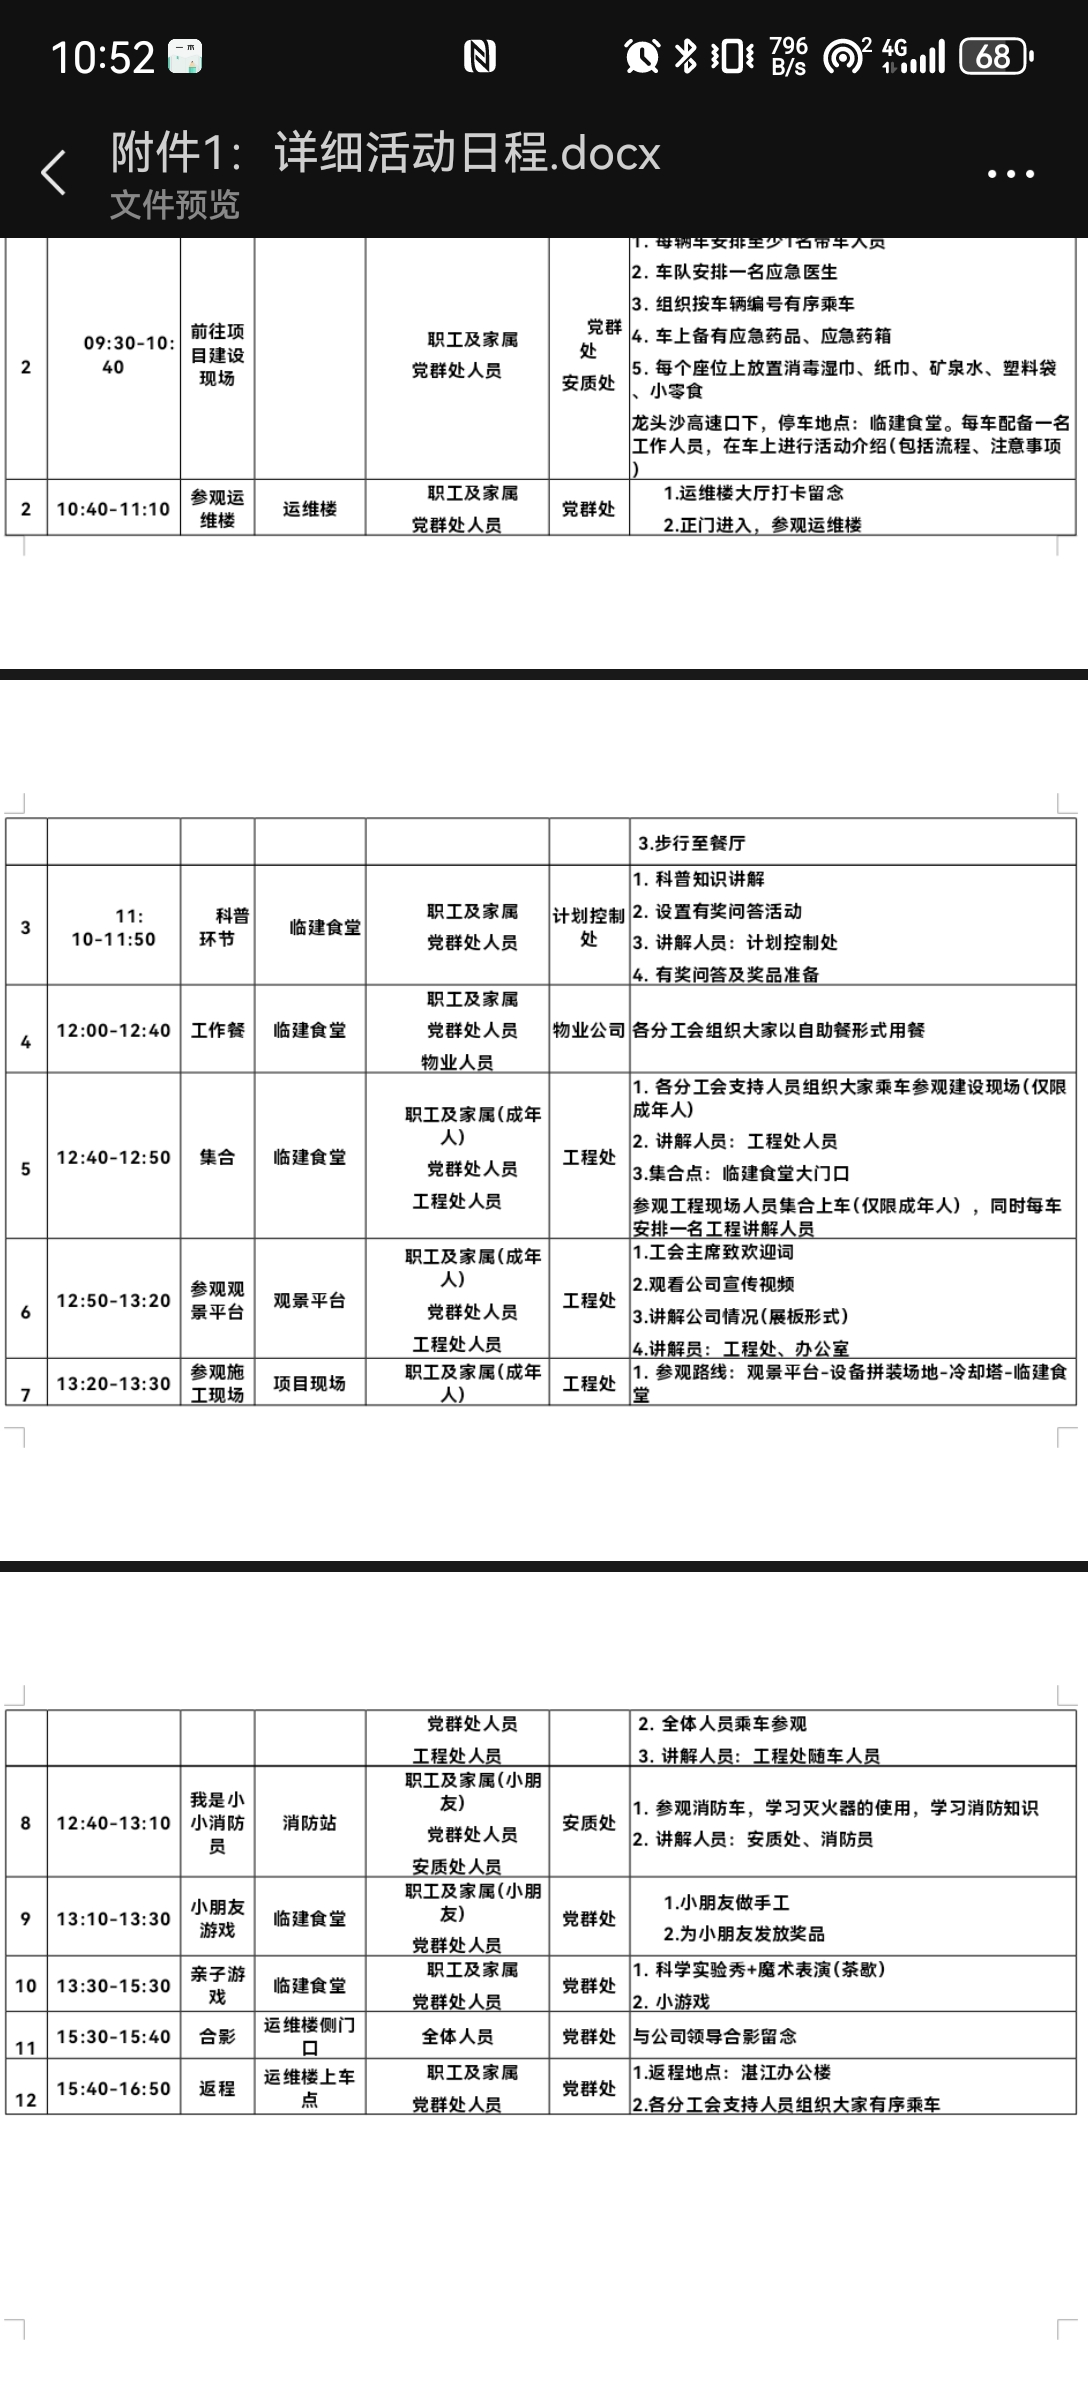 10:52
796
B/s
2
4G
68
附件1：详细活动日程.docx
文件预览
2
09:30-10:
40
前往项
目建设
现场
职工及家属
党群处人员
党群
处
安质处
1. 每辆车安排至少1名带车人员
2. 车队安排一名应急医生
3. 组织按车辆编号有序乘车
4. 车上备有应急药品、应急药箱
5. 每个座位上放置消毒湿巾、纸巾、矿泉水、塑料袋
、小零食
龙头沙高速口下，停车地点：临建食堂。每车配备一名
工作人员，在车上进行活动介绍(包括流程、注意事项
)
2
10:40-11:10
参观运
维楼
运维楼
职工及家属
党群处人员
党群处
1.运维楼大厅打卡留念
2.正门进入，参观运维楼
3.步行至餐厅
3
11:
10-11:50
科普
环节
临建食堂
职工及家属
党群处人员
计划控制
处
1. 科普知识讲解
2. 设置有奖问答活动
3. 讲解人员：计划控制处
4. 有奖问答及奖品准备
4
12:00-12:40
工作餐
临建食堂
职工及家属
党群处人员
物业人员
物业公司
各分工会组织大家以自助餐形式用餐
5
12:40-12:50
集合
临建食堂
职工及家属(成年
人)
党群处人员
工程处人员
工程处
1. 各分工会支持人员组织大家乘车参观建设现场(仅限
成年人)
2. 讲解人员：工程处人员
3.集合点：临建食堂大门口
参观工程现场人员集合上车(仅限成年人)，同时每车
安排一名工程讲解人员
6
12:50-13:20
参观观
景平台
观景平台
职工及家属(成年
人)
党群处人员
工程处人员
工程处
1.工会主席致欢迎词
2.观看公司宣传视频
3.讲解公司情况(展板形式)
4.讲解员：工程处、办公室
7
13:20-13:30
参观施
工现场
项目现场
职工及家属(成年
人)
工程处
1. 参观路线：观景平台-设备拼装场地-冷却塔-临建食
堂
党群处人员
工程处人员
2. 全体人员乘车参观
3. 讲解人员：工程处随车人员
8
12:40-13:10
我是小
小消防
员
消防站
职工及家属(小朋
友)
党群处人员
安质处人员
安质处
1. 参观消防车，学习灭火器的使用，学习消防知识
2. 讲解人员：安质处、消防员
9
13:10-13:30
小朋友
游戏
临建食堂
职工及家属(小朋
友)
党群处人员
党群处
1.小朋友做手工
2.为小朋友发放奖品
10
13:30-15:30
亲子游
戏
临建食堂
职工及家属
党群处人员
党群处
1. 科学实验秀+魔术表演(茶歇)
2. 小游戏
11
15:30-15:40
合影
运维楼侧门
口
全体人员
党群处
与公司领导合影留念
12
15:40-16:50
返程
运维楼上车
点
职工及家属
党群处人员
党群处
1.返程地点：湛江办公楼
2.各分工会支持人员组织大家有序乘车